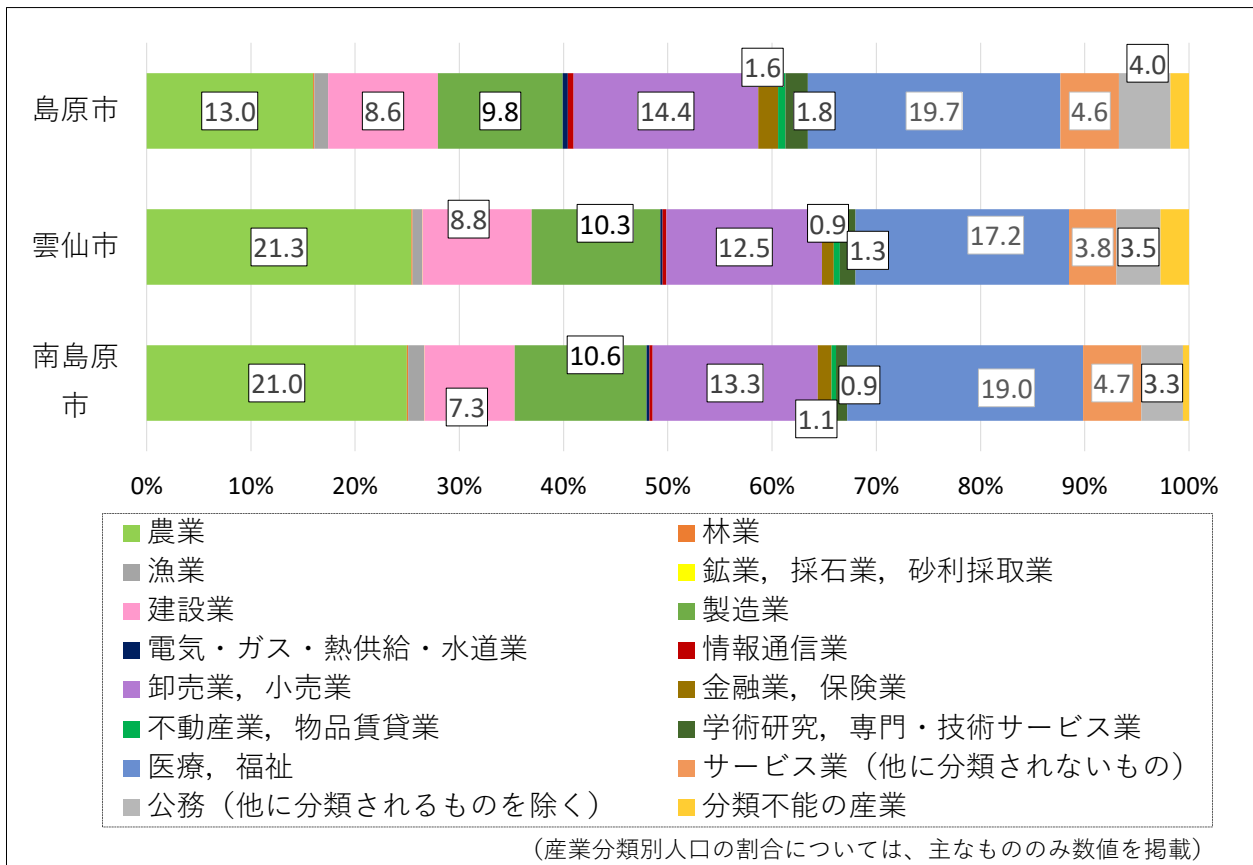 島原市
13.0 8.6 9.8 14.4 1.6 1.8 19.7 4.6 4.0
雲仙市
21.3 8.8 10.3 12.5 0.9 1.3 17.2 3.8 3.5
南島原
市
21.0 7.3 10.6 13.3 1.1 0.9 19.0 4.7 3.3
0% 10% 20% 30% 40% 50% 60% 70% 80% 90% 100%
農業 林業
漁業 鉱業，採石業，砂利採取業
建設業 製造業
電気・ガス・熱供給・水道業 情報通信業
卸売業，小売業 金融業，保険業
不動産業，物品賃貸業 学術研究，専門・技術サービス業
医療，福祉 サービス業（他に分類されないもの）
公務（他に分類されるものを除く） 分類不能の産業
（産業分類別人口の割合については、主なもののみ数値を掲載）